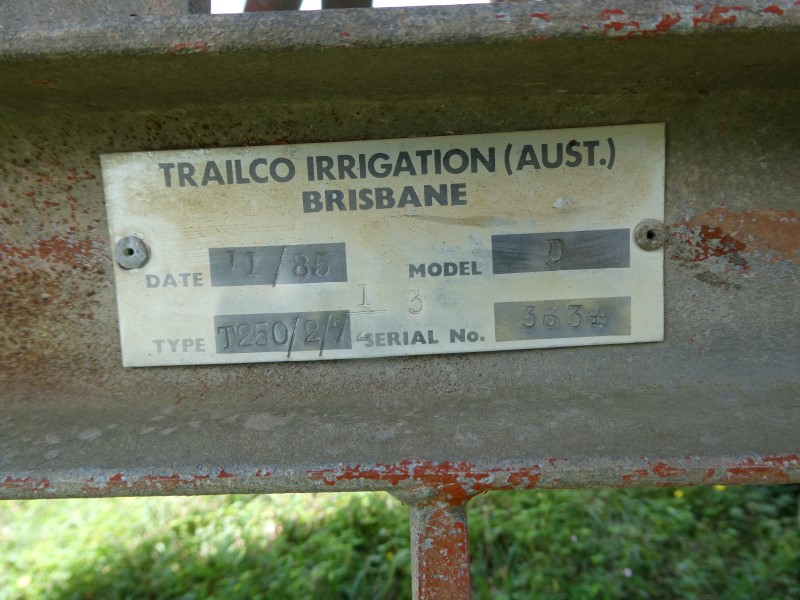 TRAILCO IRRIGATION (AUST.)
BRISBANE
DATE 11/85 MODEL D
1 3
TYPE T250/2/7 SERIAL No. 3634